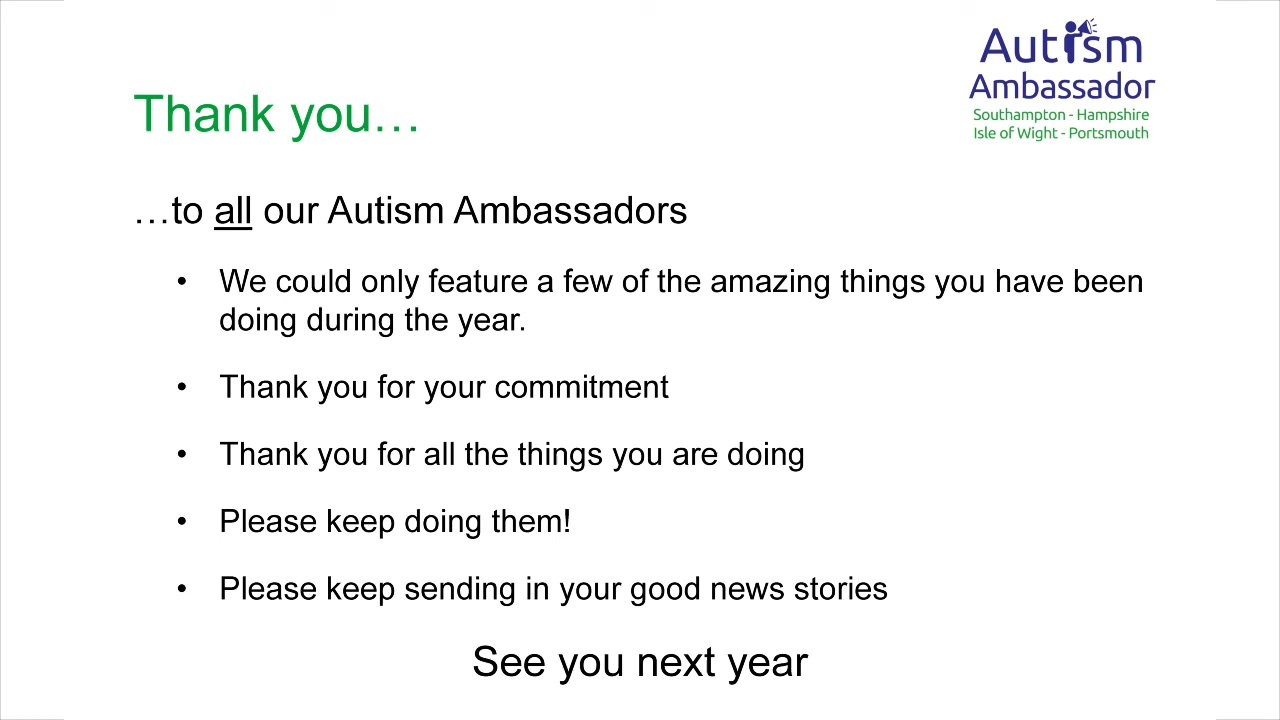 Autism
Ambassador
Southampton - Hampshire
Isle of Wight - Portsmouth
Thank you…
…to all our Autism Ambassadors
• We could only feature a few of the amazing things you have been
doing during the year.
• Thank you for your commitment
• Thank you for all the things you are doing
• Please keep doing them!
• Please keep sending in your good news stories
See you next year